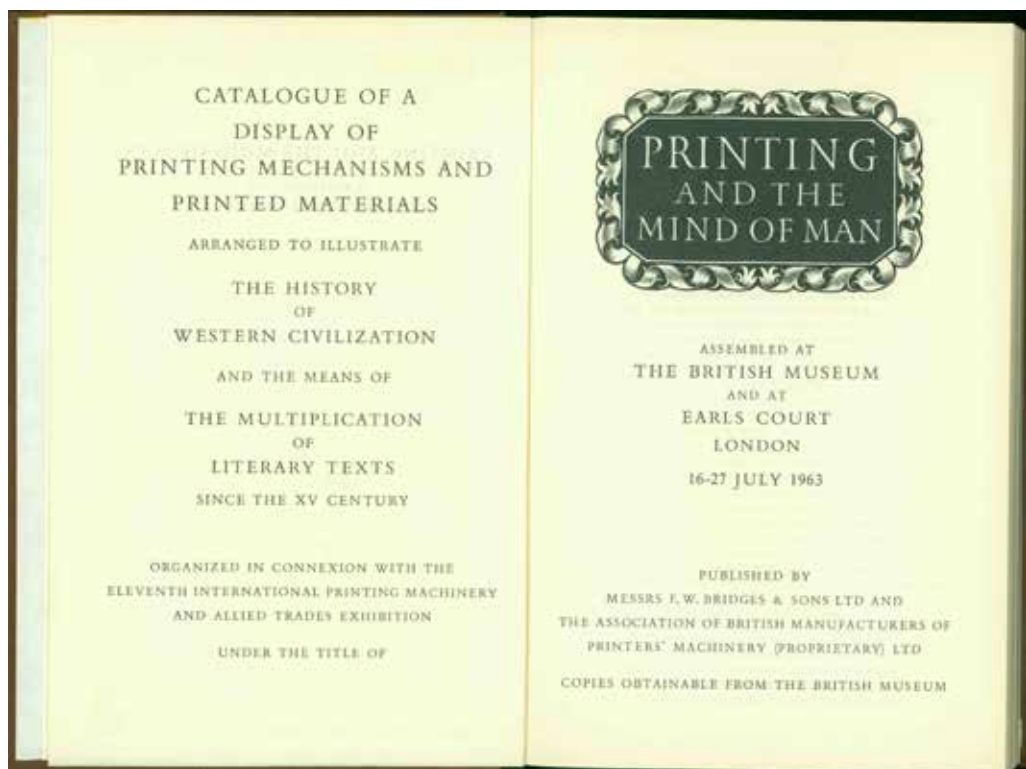 CATALOGUE OF A
DISPLAY OF
PRINTING MECHANISMS AND
PRINTED MATERIALS
ARRANGED TO ILLUSTRATE
THE HISTORY
OF
WESTERN CIVILIZATION
AND THE MEANS OF
THE MULTIPLICATION
OF
LITERARY TEXTS
SINCE THE XV CENTURY
ORGANIZED IN CONNEXION WITH THE
ELEVENTH INTERNATIONAL PRINTING MACHINERY
AND ALLIED TRADES EXHIBITION
UNDER THE TITLE OF
PRINTING
AND THE
MIND OF MAN
ASSEMBLED AT
THE BRITISH MUSEUM
AND AT
EARLS COURT
LONDON
16-27 JULY 1963
PUBLISHED BY
MESSRS F. W. BRIDGES & SONS LTD AND
THE ASSOCIATION OF BRITISH MANUFACTURERS OF
PRINTERS' MACHINERY (PROPRIETARY) LTD
COPIES OBTAINABLE FROM THE BRITISH MUSEUM